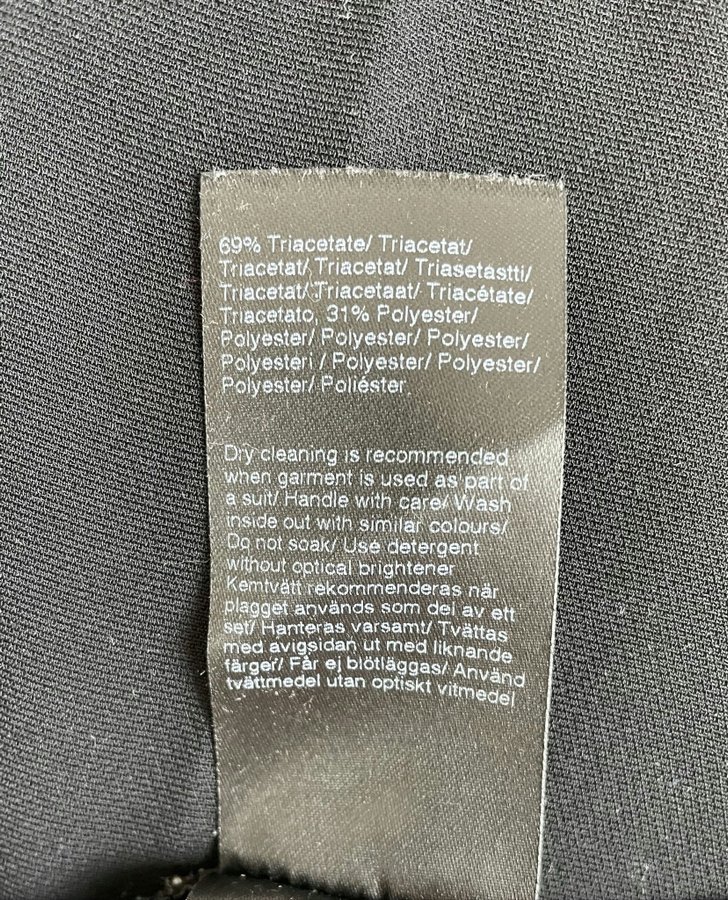 69% Triacetate/ Triacetat/
Triacetat/ Triacetat/ Triasetastti/
Triacetat/ Triacetaat/ Triacétate/
Triacetato, 31% Polyester/
Polyester/ Polyester/ Polyester/
Polyesteri / Polyester/ Polyester/
Polyester/ Poliéster
Dry cleaning is recommended
when garment is used as part of
a suit/ Handle with care/ Wash
inside out with similar colours/
Do not soak/ Use detergent
without optical brightener
Kemtvätt rekommenderas när
plagget används som del av ett
set/ Hanteras varsamt/ Tvättas
med avigsidan ut med liknande
färger/ Får ej blötläggas/ Använd
tvättmedel utan optiskt vitmedel